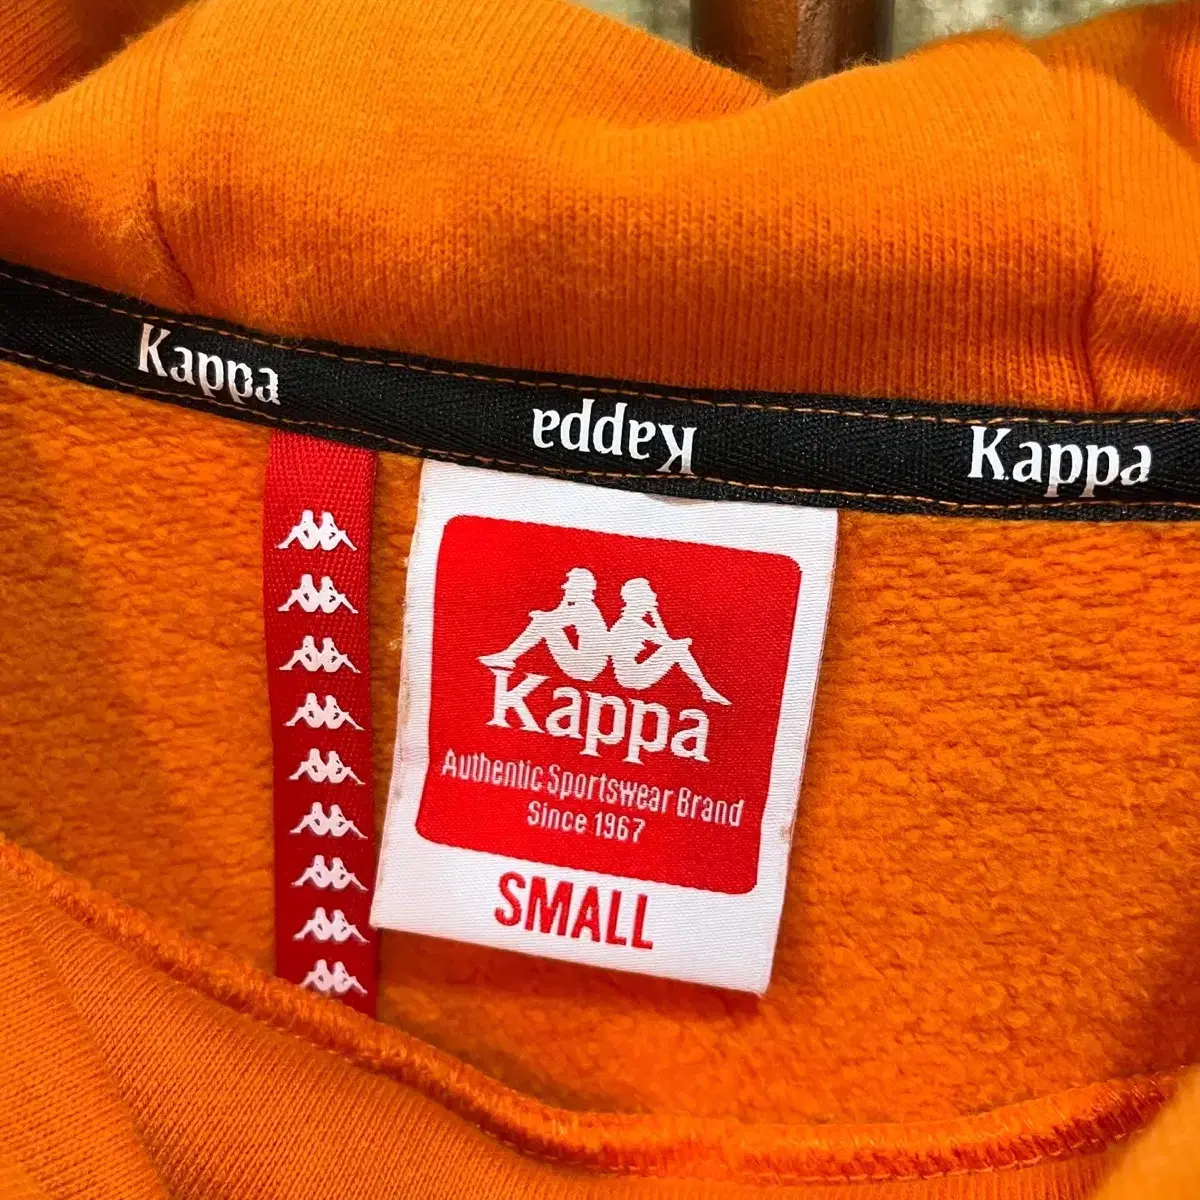 Kappa
Kappa
Kappa
Kappa
Authentic Sportswear Brand
Since 1967
SMALL